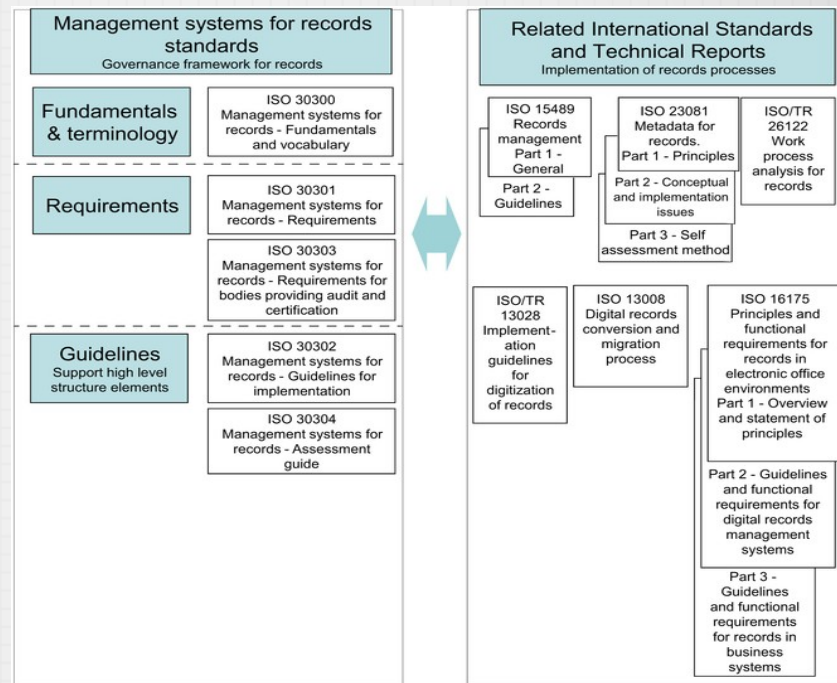 Management systems for records
standards
Governance framework for records
Fundamentals
& terminology
ISO 30300
Management systems for
records - Fundamentals
and vocabulary
Requirements
ISO 30301
Management systems for
records - Requirements
ISO 30303
Management systems for
records - Requirements for
bodies providing audit and
certification
Guidelines
Support high level
structure elements
ISO 30302
Management systems for
records - Guidelines for
implementation
ISO 30304
Management systems for
records - Assessment
guide
Related International Standards
and Technical Reports
Implementation of records processes
ISO 15489
Records
management
Part 1 -
General
Part 2 -
Guidelines
ISO 23081
Metadata for
records.
Part 1 - Principles
Part 2 - Conceptual
and implementation
issues
Part 3 - Self
assessment method
ISO/TR
26122
Work
process
analysis for
records
ISO/TR
13028
Implement-
ation
guidelines
for
digitization
of records
ISO 13008
Digital records
conversion and
migration
process
ISO 16175
Principles and
functional
requirements for
records in
electronic office
environments
Part 1 - Overview
and statement of
principles
Part 2 - Guidelines
and functional
requirements for
digital records
management
systems
Part 3 -
Guidelines
and functional
requirements
for records in
business
systems